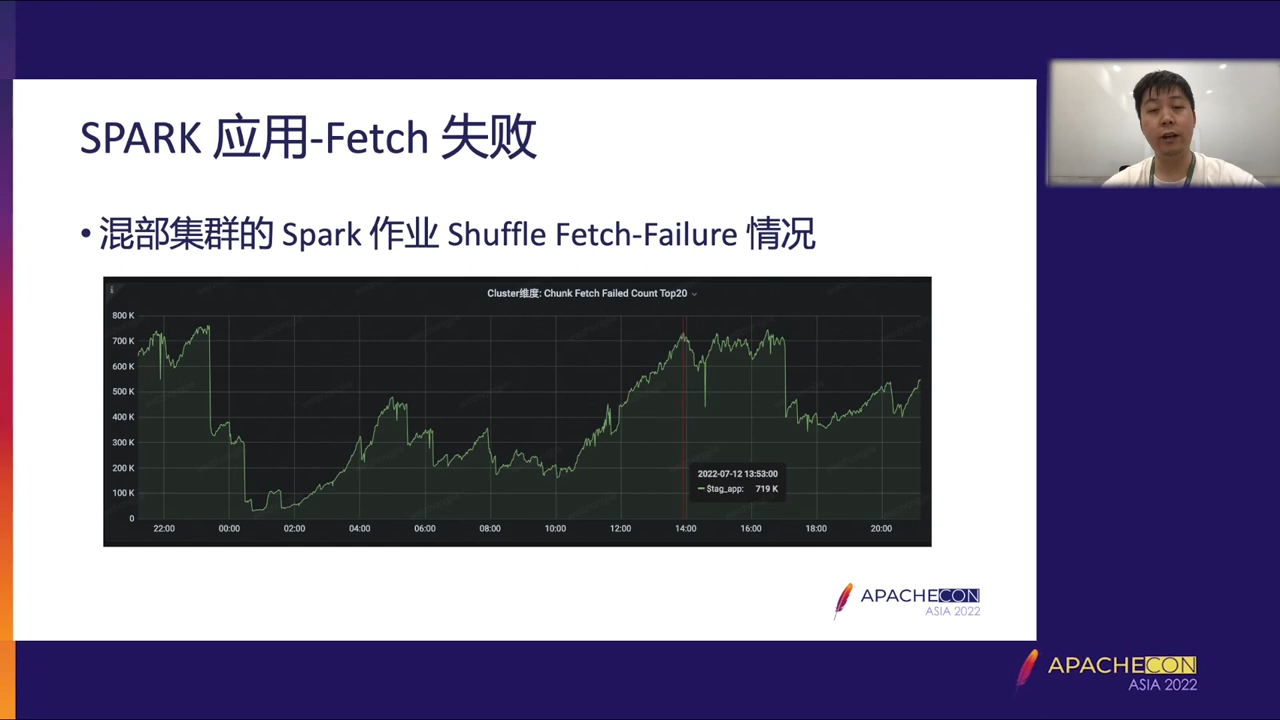 SPARK 应用-Fetch 失败
• 混部集群的 Spark 作业 Shuffle Fetch-Failure 情况
Cluster维度: Chunk Fetch Failed Count Top20
800 K
700 K
600 K
500 K
400 K
300 K
200 K
100 K
0
22:00 00:00 02:00 04:00 06:00 08:00 10:00 12:00 14:00 16:00 18:00 20:00
2022-07-12 13:53:00
$tag_app: 719 K
APACHECON
ASIA 2022
APACHECON
ASIA 2022